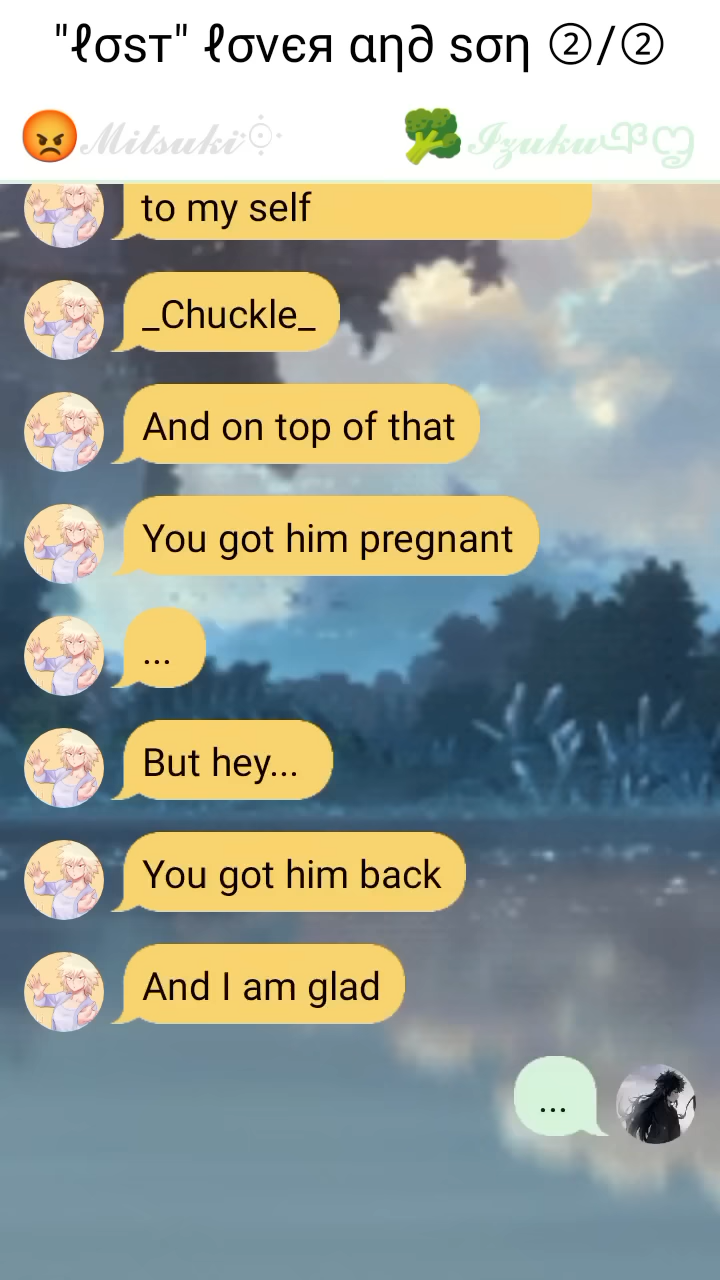 "ℓσѕт" ℓσνєя αη∂ ѕση ②/②
😡𝓜𝓲𝓽𝓼𝓾𝓴𝓲 🥦𝓘𝔃𝓾𝓴𝓾
to my self
_Chuckle_
And on top of that
You got him pregnant
...
But hey...
You got him back
And I am glad
...